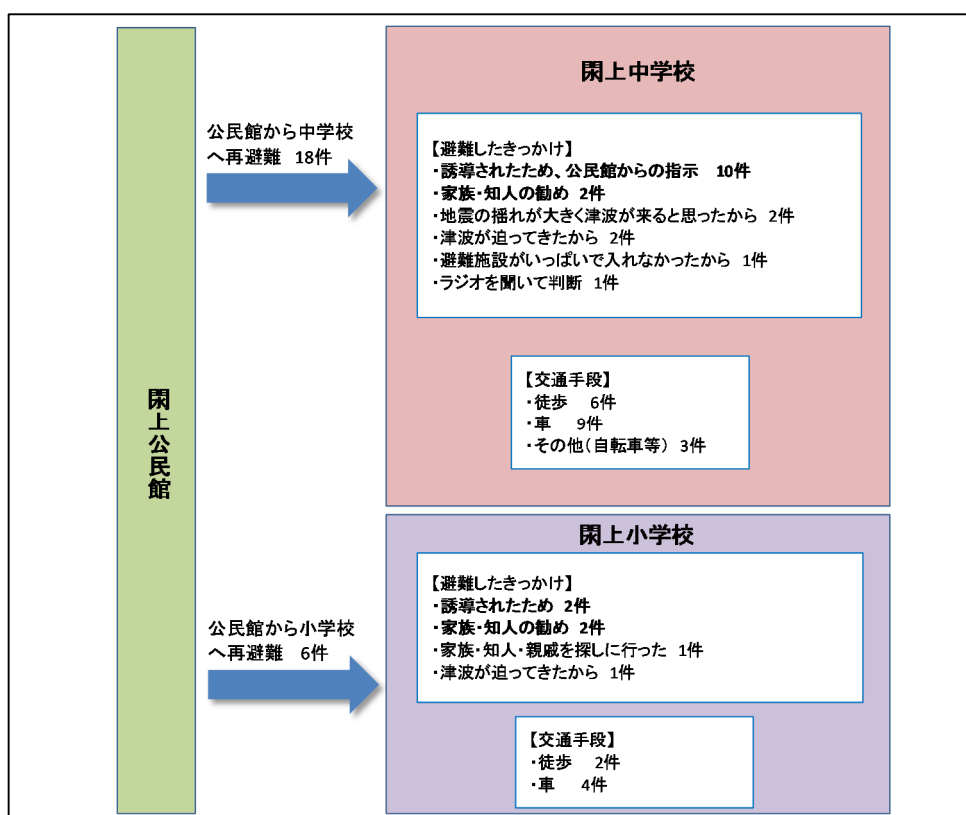 閖上公民館
公民館から中学校
へ再避難 18件
閖上中学校
【避難したきっかけ】
・誘導されたため、公民館からの指示 10件
・家族・知人の勧め 2件
・地震の揺れが大きく津波が来ると思ったから 2件
・津波が迫ってきたから 2件
・避難施設がいっぱいで入れなかったから 1件
・ラジオを聞いて判断 1件
【交通手段】
・徒歩 6件
・車 9件
・その他(自転車等) 3件
公民館から小学校
へ再避難 6件
閖上小学校
【避難したきっかけ】
・誘導されたため 2件
・家族・知人の勧め 2件
・家族・知人・親戚を探しに行った 1件
・津波が迫ってきたから 1件
【交通手段】
・徒歩 2件
・車 4件